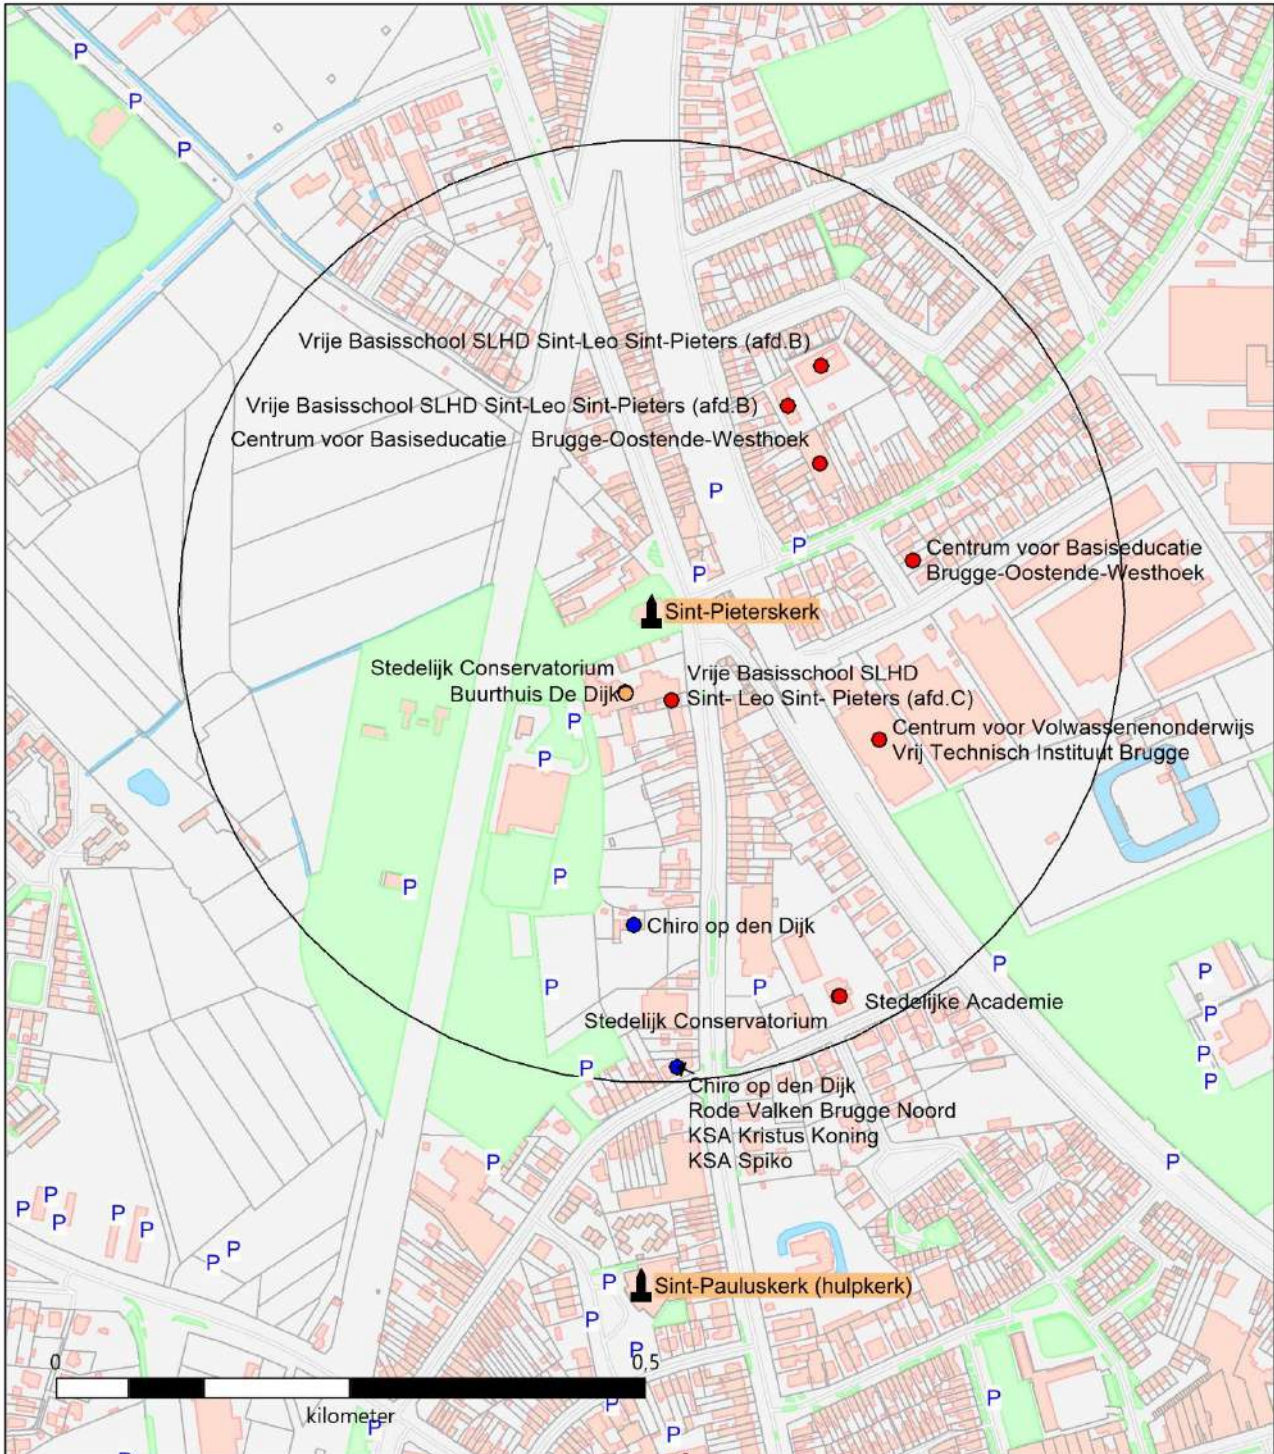 P
P
P
Vrije Basisschool SLHD Sint-Leo Sint-Pieters (afd.B)
Vrije Basisschool SLHD Sint-Leo Sint-Pieters (afd.B)
Centrum voor Basiseducatie Brugge-Oostende-Westhoek
P
P
Centrum voor Basiseducatie
Brugge-Oostende-Westhoek
P
Sint-Pieterskerk
Stedelijk Conservatorium
Buurthuis De Dijk
Vrije Basisschool SLHD
Sint- Leo Sint- Pieters (afd.C)
P
Centrum voor Volwassenenonderwijs
Vrij Technisch Instituut Brugge
P
P
P
Chiro op den Dijk
P
P
P
P
Stedelijke Academie
P
Stedelijk Conservatorium
P
P
P
Chiro op den Dijk
Rode Valken Brugge Noord
KSA Kristus Koning
KSA Spiko
P
P
P
P
P
P
P
P
P
P
Sint-Pauluskerk (hulpkerk)
P
P
0 0,5
kilometer
P
P
P
P